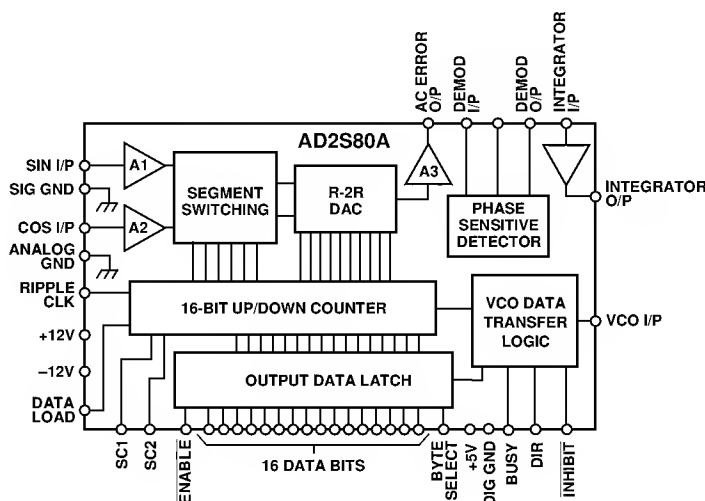 AC ERROR
O/P
DEMOD
I/P
DEMOD
O/P
INTEGRATOR
I/P
AD2S80A
SIN I/P
A1
SIG GND
SEGMENT
SWITCHING
R-2R
DAC
A3
INTEGRATOR
O/P
COS I/P
A2
PHASE
SENSITIVE
DETECTOR
ANALOG
GND
RIPPLE
CLK
16-BIT UP/DOWN COUNTER
VCO DATA
TRANSFER
LOGIC
VCO I/P
+12V
–12V
OUTPUT DATA LATCH
DATA
LOAD
SC1
SC2
ENABLE
16 DATA BITS
BYTE
SELECT
+5V
DIG GND
BUSY
DIR
INHIBIT